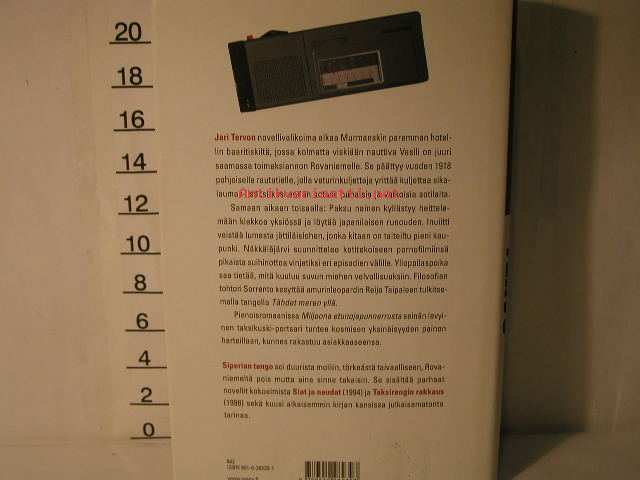 20
18
16
14
12
10
8
6
4
2
0
Jari Tervon novellivalikoima alkaa Murmanskin paremman hotel-
lin baaritiskiltä, jossa kolmatta viskiään nauttiva Vasili on juuri
saamassa toimeksiannon Rovaniemelle. Se päättyy vuoden 1918
pohjoiselle rautatielle, jolla veturinkuljettaja yrittää kuljettaa sika-
lauman sotilaita
Samaan aikaan toisaalla: Paksu nainen kyllästyy heittele-
mään kiekkoa yksiössä ja löytää japanilaisen runouden. Inuiitti
veistää lumesta jättiläislohen, jonka kitaan on taiteiltu pieni kau-
punki. Näkkäläjärvi suunnittelee kotitekoiseen pornofilmiinsä
pikaista suihinottoa vinjetiksi eri episodien välille. Ylioppilaspoika
saa tietää, mitä kuuluu suvun miehen velvollisuuksiin. Filosofian
tohtori Sorrento kesyttää amurinleopardin Reijo Taipaleen tulkitse-
malla tangolla Tähdet meren yllä.
Pienoisromaanissa Miljoona etunojapunnerrusta seinän levyi-
nen taksikuski-portsari tuntee kosmisen yksinäisyyden painon
harteillaan, kunnes rakastuu asiakkaaseensa.
Siperian tango soi duurista molliin, törkeästä taivaalliseen, Rova-
niemeltä pois mutta aina sinne takaisin. Se sisältää parhaat
novellit kokoelmista Siat ja naudat (1994) ja Taksirengin rakkaus
(1998) sekä kuusi aikaisemmin kirjan kansissa julkaisematonta
tarinaa.